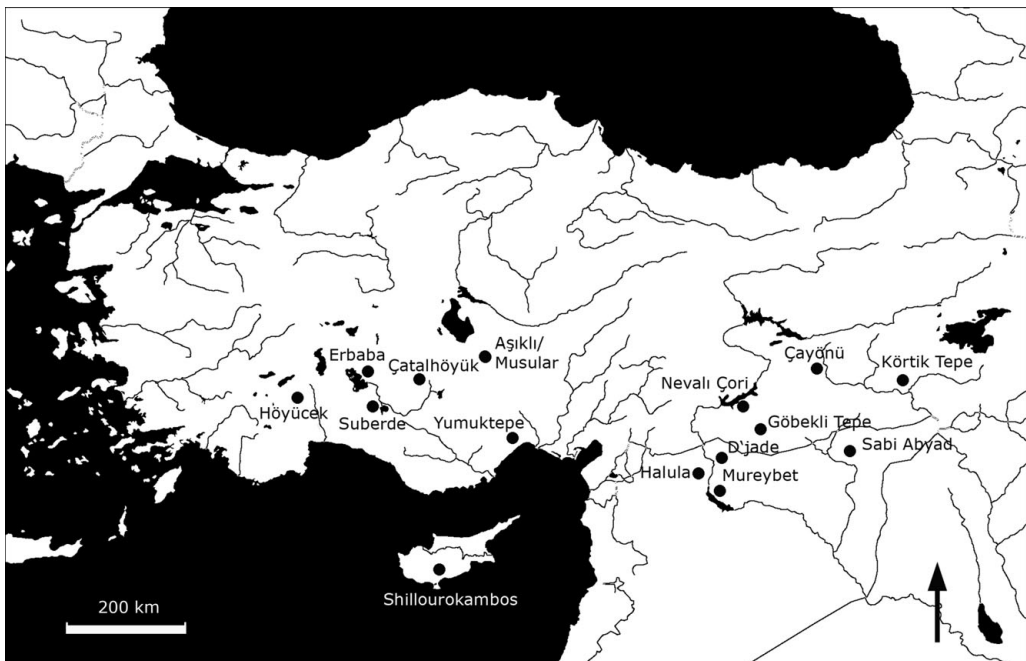 Aşıklı/
Musular
Erbaba
Çatalhöyük
Çayönü
Körtik Tepe
Höyücek
Suberde
Yumuktepe
Nevalı Çori
Göbekli Tepe
D'jade
Sabi Abyad
Halula
Mureybet
Shillourokambos
200 km